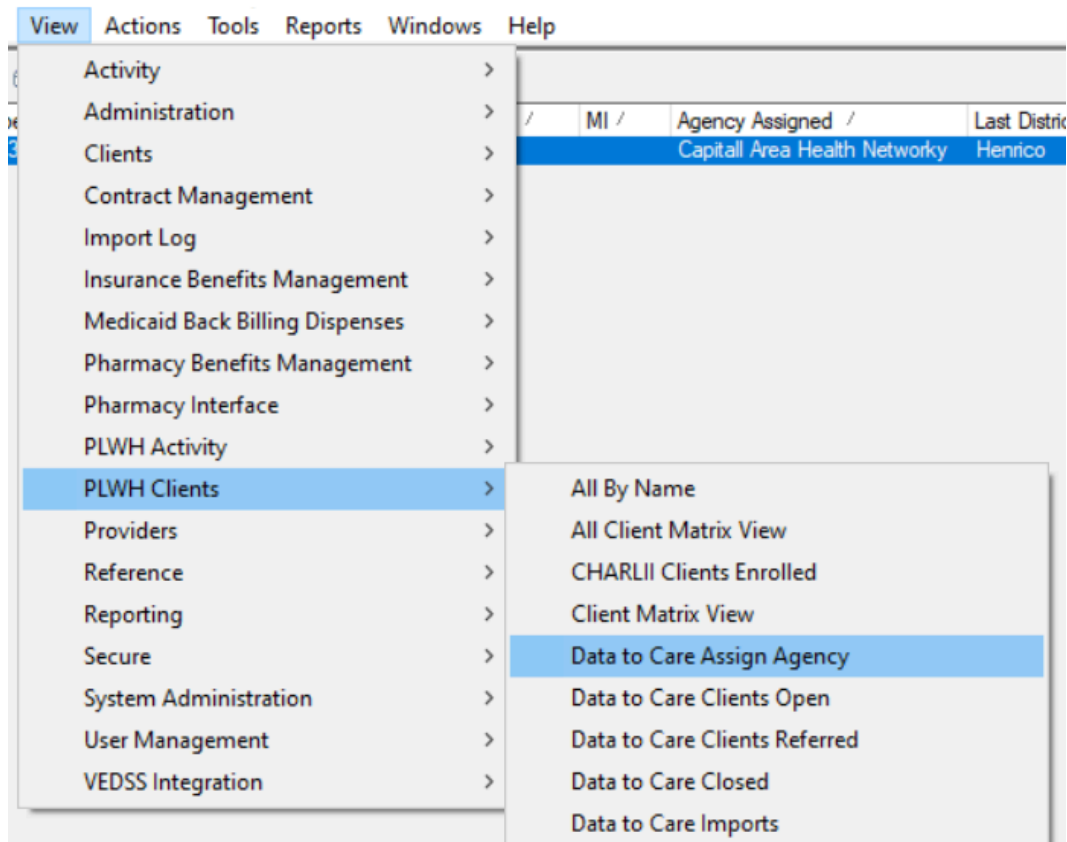 View Actions Tools Reports Windows Help
Activity
Administration
MI / Agency Assigned / Last Distric
Clients
Capitall Area Health Networky Henrico
Contract Management
Import Log
Insurance Benefits Management
Medicaid Back Billing Dispenses
Pharmacy Benefits Management
Pharmacy Interface
PLWH Activity
PLWH Clients
All By Name
Providers
All Client Matrix View
Reference
CHARLII Clients Enrolled
Reporting
Client Matrix View
Secure
Data to Care Assign Agency
System Administration
Data to Care Clients Open
User Management
Data to Care Clients Referred
VEDSS Integration
Data to Care Closed
Data to Care Imports